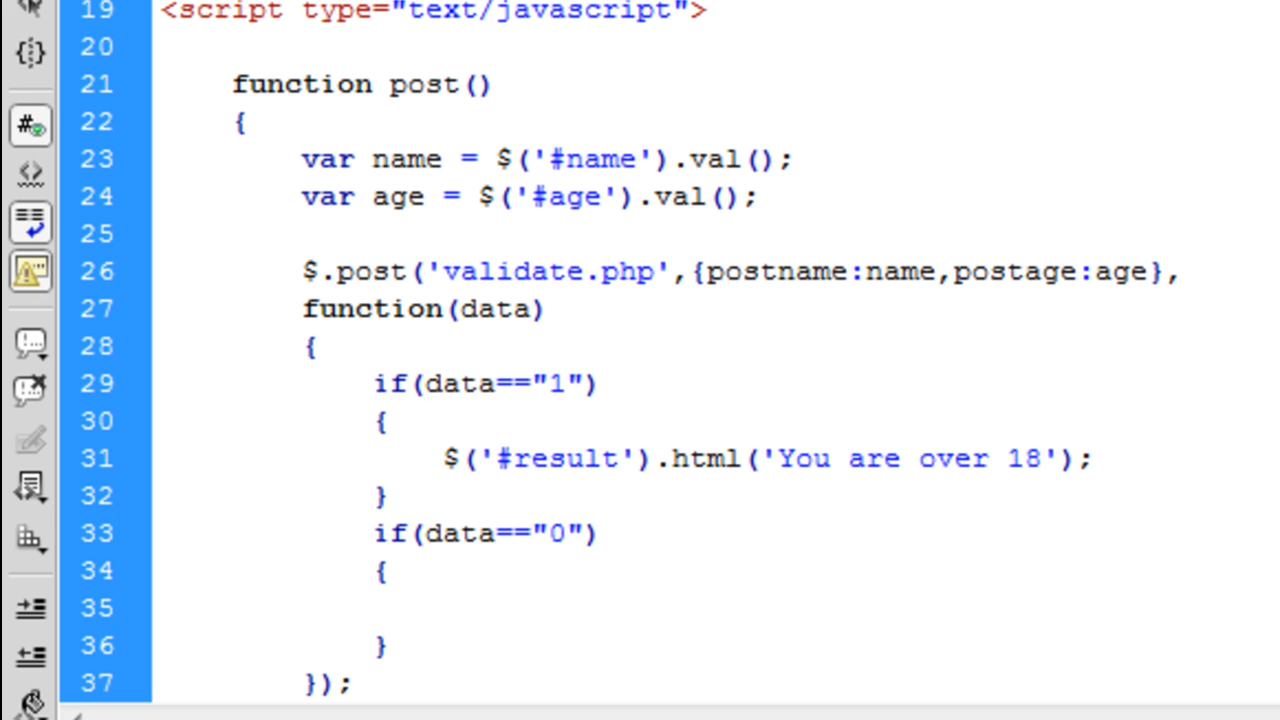 19 <script type="text/javascript">
20
21 function post()
22 {
23 var name = $('#name').val();
24 var age = $('#age').val();
25
26 $.post('validate.php',{postname:name,postage:age},
27 function(data)
28 {
29 if(data=="1")
30 {
31 $('#result').html('You are over 18');
32 }
33 if(data=="0")
34 {
35
36 }
37 });